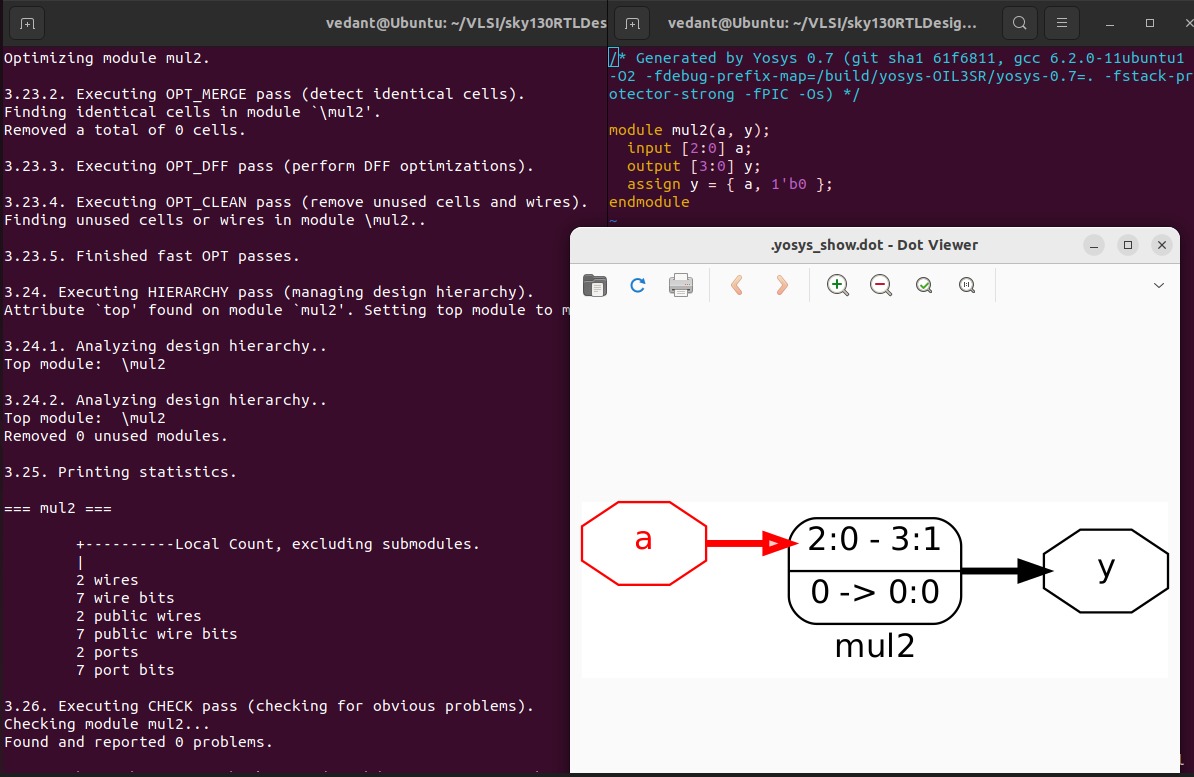 vedant@Ubuntu: ~/VLSI/sky130RTLDes
Optimizing module mul2.
3.23.2. Executing OPT_MERGE pass (detect identical cells).
Finding identical cells in module `\mul2'.
Removed a total of 0 cells.
3.23.3. Executing OPT_DFF pass (perform DFF optimizations).
3.23.4. Executing OPT_CLEAN pass (remove unused cells and wires).
Finding unused cells or wires in module \mul2..
3.23.5. Finished fast OPT passes.
3.24. Executing HIERARCHY pass (managing design hierarchy).
Attribute `top' found on module `mul2'. Setting top module to m
3.24.1. Analyzing design hierarchy..
Top module:  \mul2
3.24.2. Analyzing design hierarchy..
Top module:  \mul2
Removed 0 unused modules.
3.25. Printing statistics.
=== mul2 ===
+----------Local Count, excluding submodules.
|
2 wires
7 wire bits
2 public wires
7 public wire bits
2 ports
7 port bits
3.26. Executing CHECK pass (checking for obvious problems).
Checking module mul2...
Found and reported 0 problems.
vedant@Ubuntu: ~/VLSI/sky130RTLDesig...
/* Generated by Yosys 0.7 (git sha1 61f6811, gcc 6.2.0-11ubuntu1
-O2 -fdebug-prefix-map=/build/yosys-OIL3SR/yosys-0.7=. -fstack-pr
otector-strong -fPIC -Os) */
module mul2(a, y);
input [2:0] a;
output [3:0] y;
assign y = { a, 1'b0 };
endmodule
~
.yosys_show.dot - Dot Viewer
a
2:0 - 3:1
0 -> 0:0
mul2
y